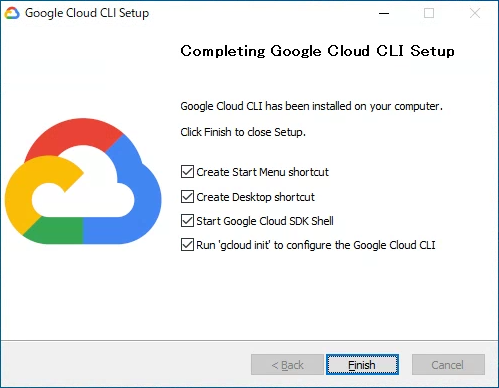 Google Cloud CLI Setup
Completing Google Cloud CLI Setup
Google Cloud CLI has been installed on your computer.
Click Finish to close Setup.
Create Start Menu shortcut
Create Desktop shortcut
Start Google Cloud SDK Shell
Run 'gcloud init' to configure the Google Cloud CLI
< Back
Finish
Cancel